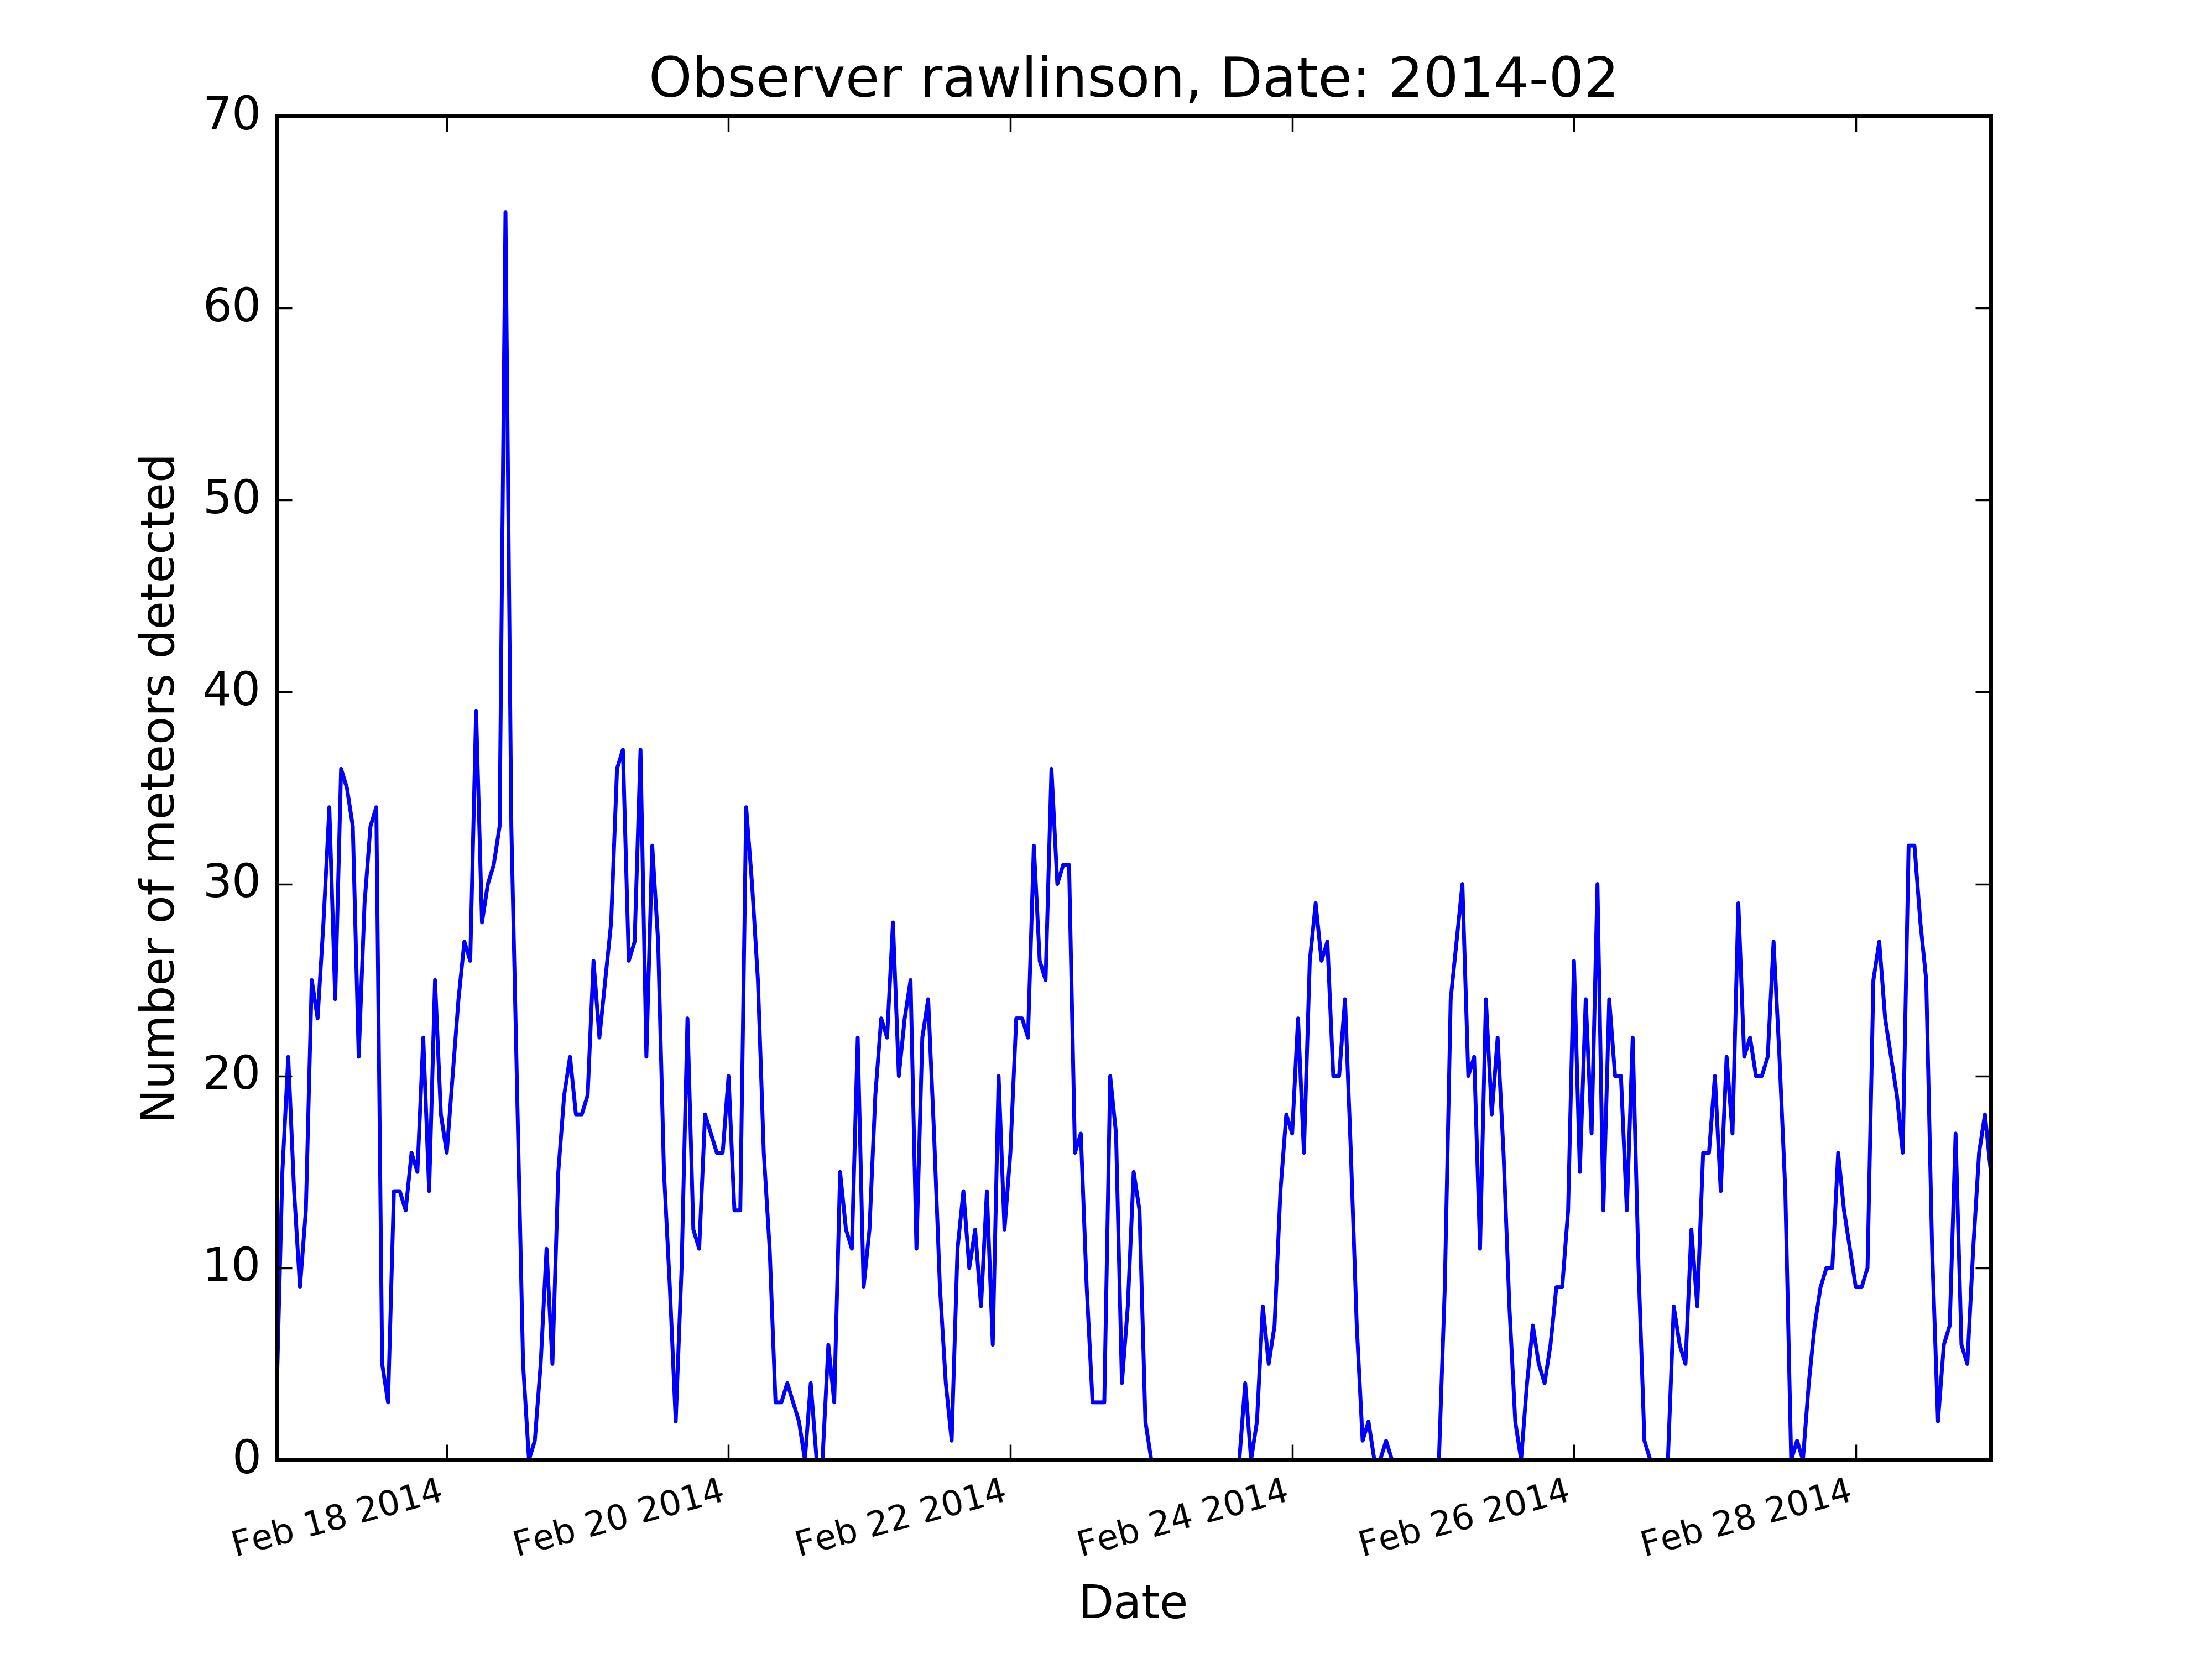 Observer rawlinson, Date: 2014-02
Number of meteors detected
70
60
50
40
30
20
10
0
Feb 18 2014
Feb 20 2014
Feb 22 2014
Feb 24 2014
Feb 26 2014
Feb 28 2014
Date